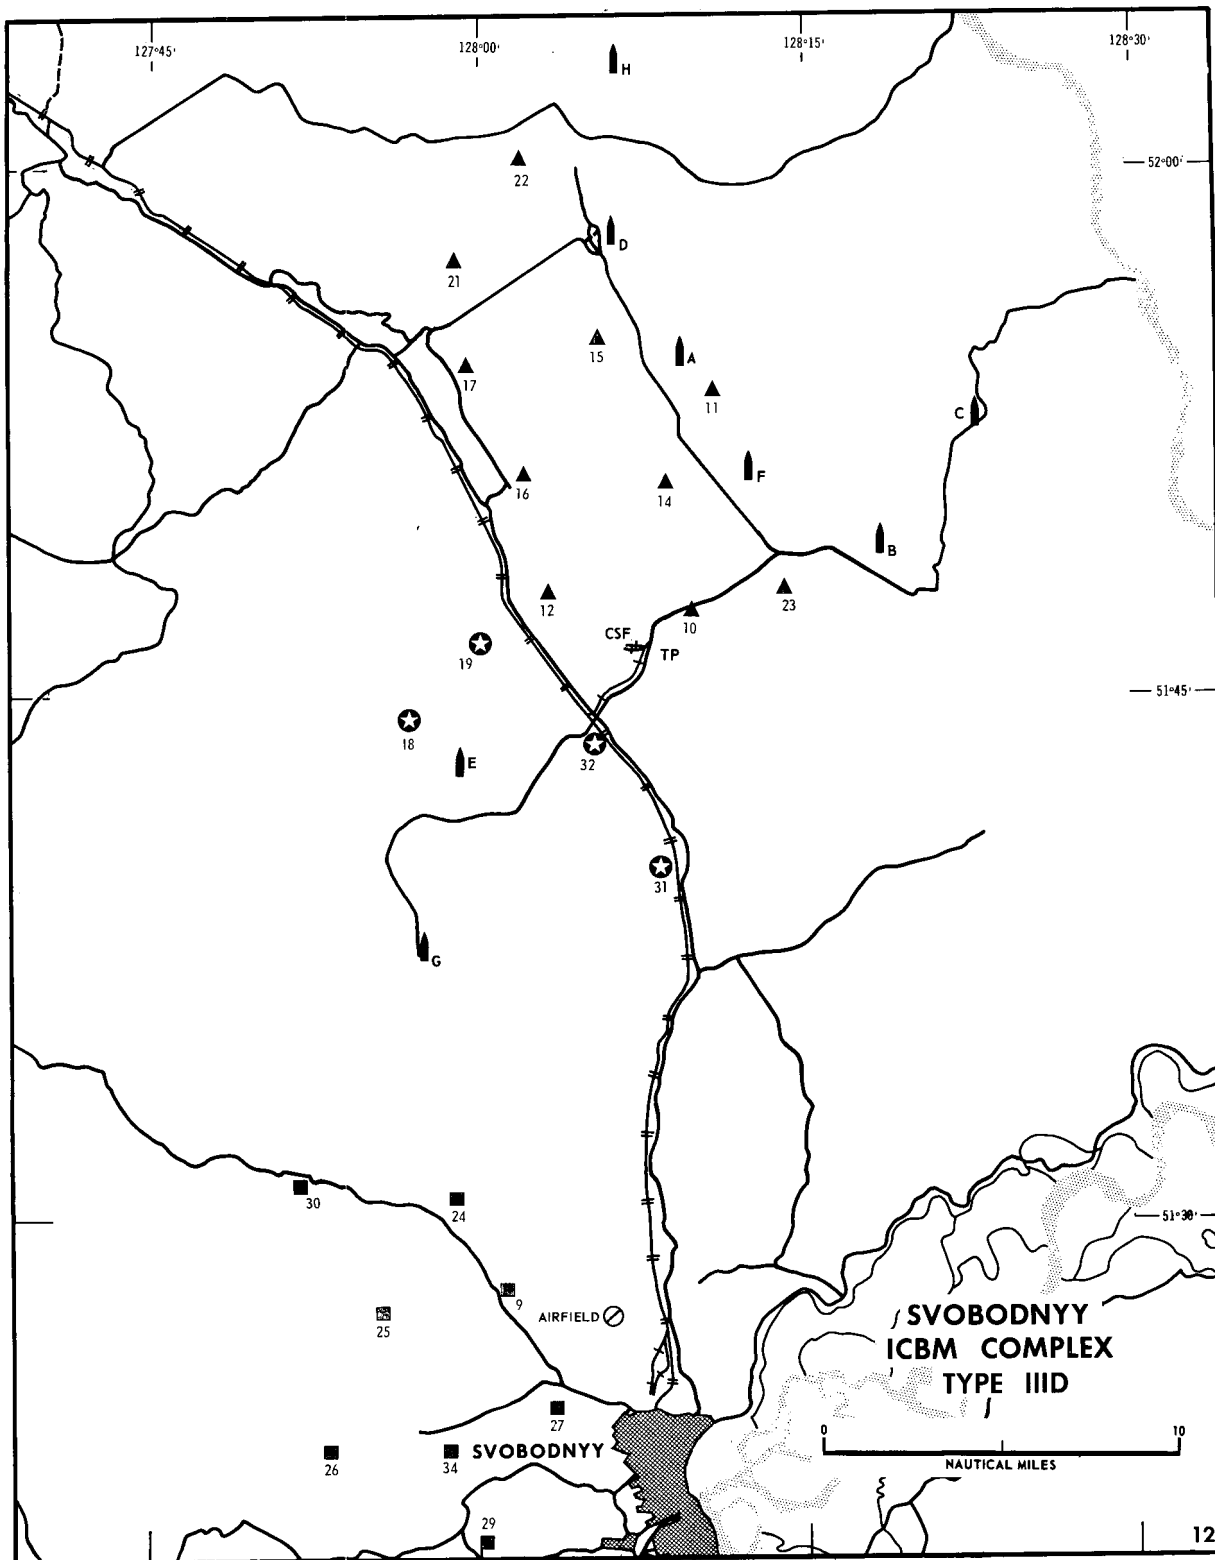 127°45'
128°00'
128°15'
128°30'
H
52°00'
22
D
21
15
A
17
11
C
F
16
14
B
12
10
23
CSF
TP
19
51°45'
18
E
32
31
G
30
24
51°30'
9
AIRFIELD
25
SVOBODNYY
ICBM COMPLEX
TYPE IIID
27
0
10
SVOBODNYY
NAUTICAL MILES
26
34
29
12